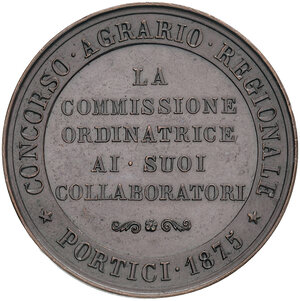 CONCORSO · AGRARIO · REGIONALE
LA
COMMISSIONE
ORDINATRICE
AI · SUOI
COLLABORATORI
* PORTICI · 1875 *